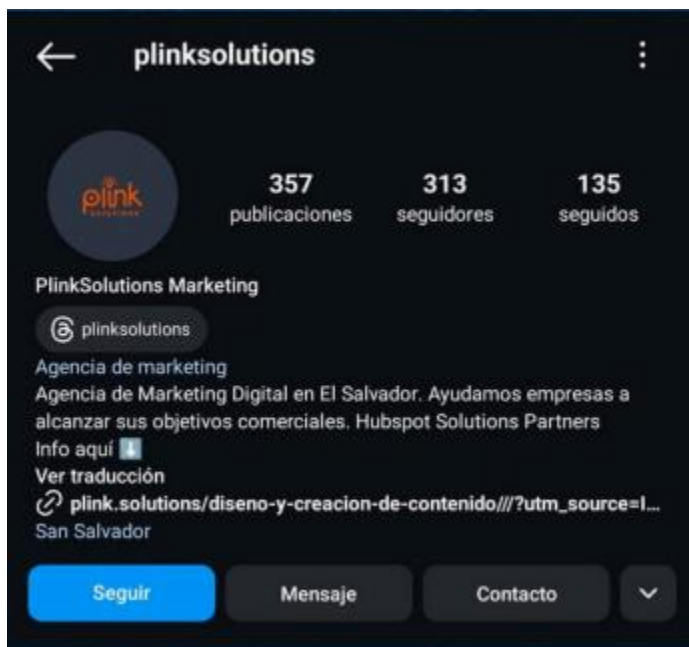 plinksolutions
plink
SOLUTIONS
357 313 135
publicaciones seguidores seguidos
PlinkSolutions Marketing
plinksolutions
Agencia de marketing
Agencia de Marketing Digital en El Salvador. Ayudamos empresas a
alcanzar sus objetivos comerciales. Hubspot Solutions Partners
Info aquí ⬇️
Ver traducción
plink.solutions/diseno-y-creacion-de-contenido///?utm_source=I...
San Salvador
Seguir Mensaje Contacto